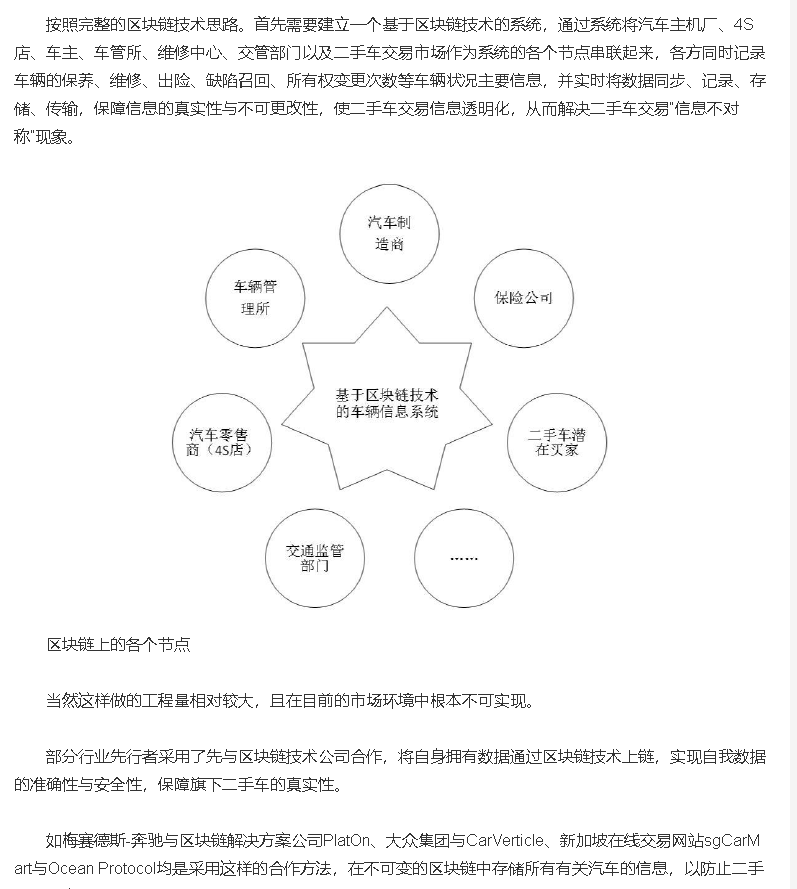 按照完整的区块链技术思路。首先需要建立一个基于区块链技术的系统，通过系统将汽车主机厂、4S
店、车主、车管所、维修中心、交管部门以及二手车交易市场作为系统的各个节点串联起来，各方同时记录
车辆的保养、维修、出险、缺陷召回、所有权变更次数等车辆状况主要信息，并实时将数据同步、记录、存
储、传输，保障信息的真实性与不可更改性，使二手车交易信息透明化，从而解决二手车交易“信息不对
称”现象。
汽车制
造商
车辆管
理所
保险公司
基于区块链技术
的车辆信息系统
汽车零售
商（4S店）
二手车潜
在买家
交通监管
部门
……
区块链上的各个节点
当然这样做的工程量相对较大，且在目前的市场环境中根本不可实现。
部分行业先行者采用了先与区块链技术公司合作，将自身拥有数据通过区块链技术上链，实现自我数据
的准确性与安全性，保障旗下二手车的真实性。
如梅赛德斯-奔驰与区块链解决方案公司PlatOn、大众集团与CarVerticle、新加坡在线交易网站sgCarM
art与Ocean Protocol均是采用这样的合作方法，在不可变的区块链中存储所有有关汽车的信息，以防止二手